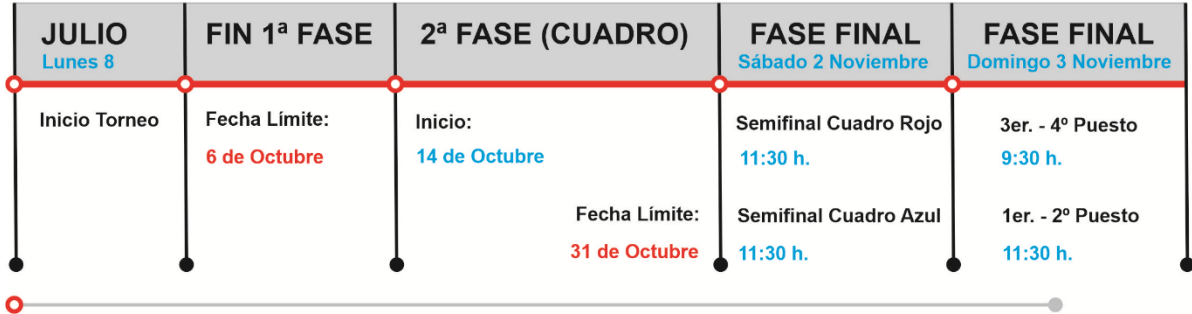 JULIO
Lunes 8
FIN 1ª FASE
2ª FASE (CUADRO)
FASE FINAL
Sábado 2 Noviembre
FASE FINAL
Domingo 3 Noviembre
Inicio Torneo
Fecha Límite:
6 de Octubre
Inicio:
14 de Octubre
Fecha Límite:
31 de Octubre
Semifinal Cuadro Rojo
11:30 h.
Semifinal Cuadro Azul
11:30 h.
3er. - 4º Puesto
9:30 h.
1er. - 2º Puesto
11:30 h.